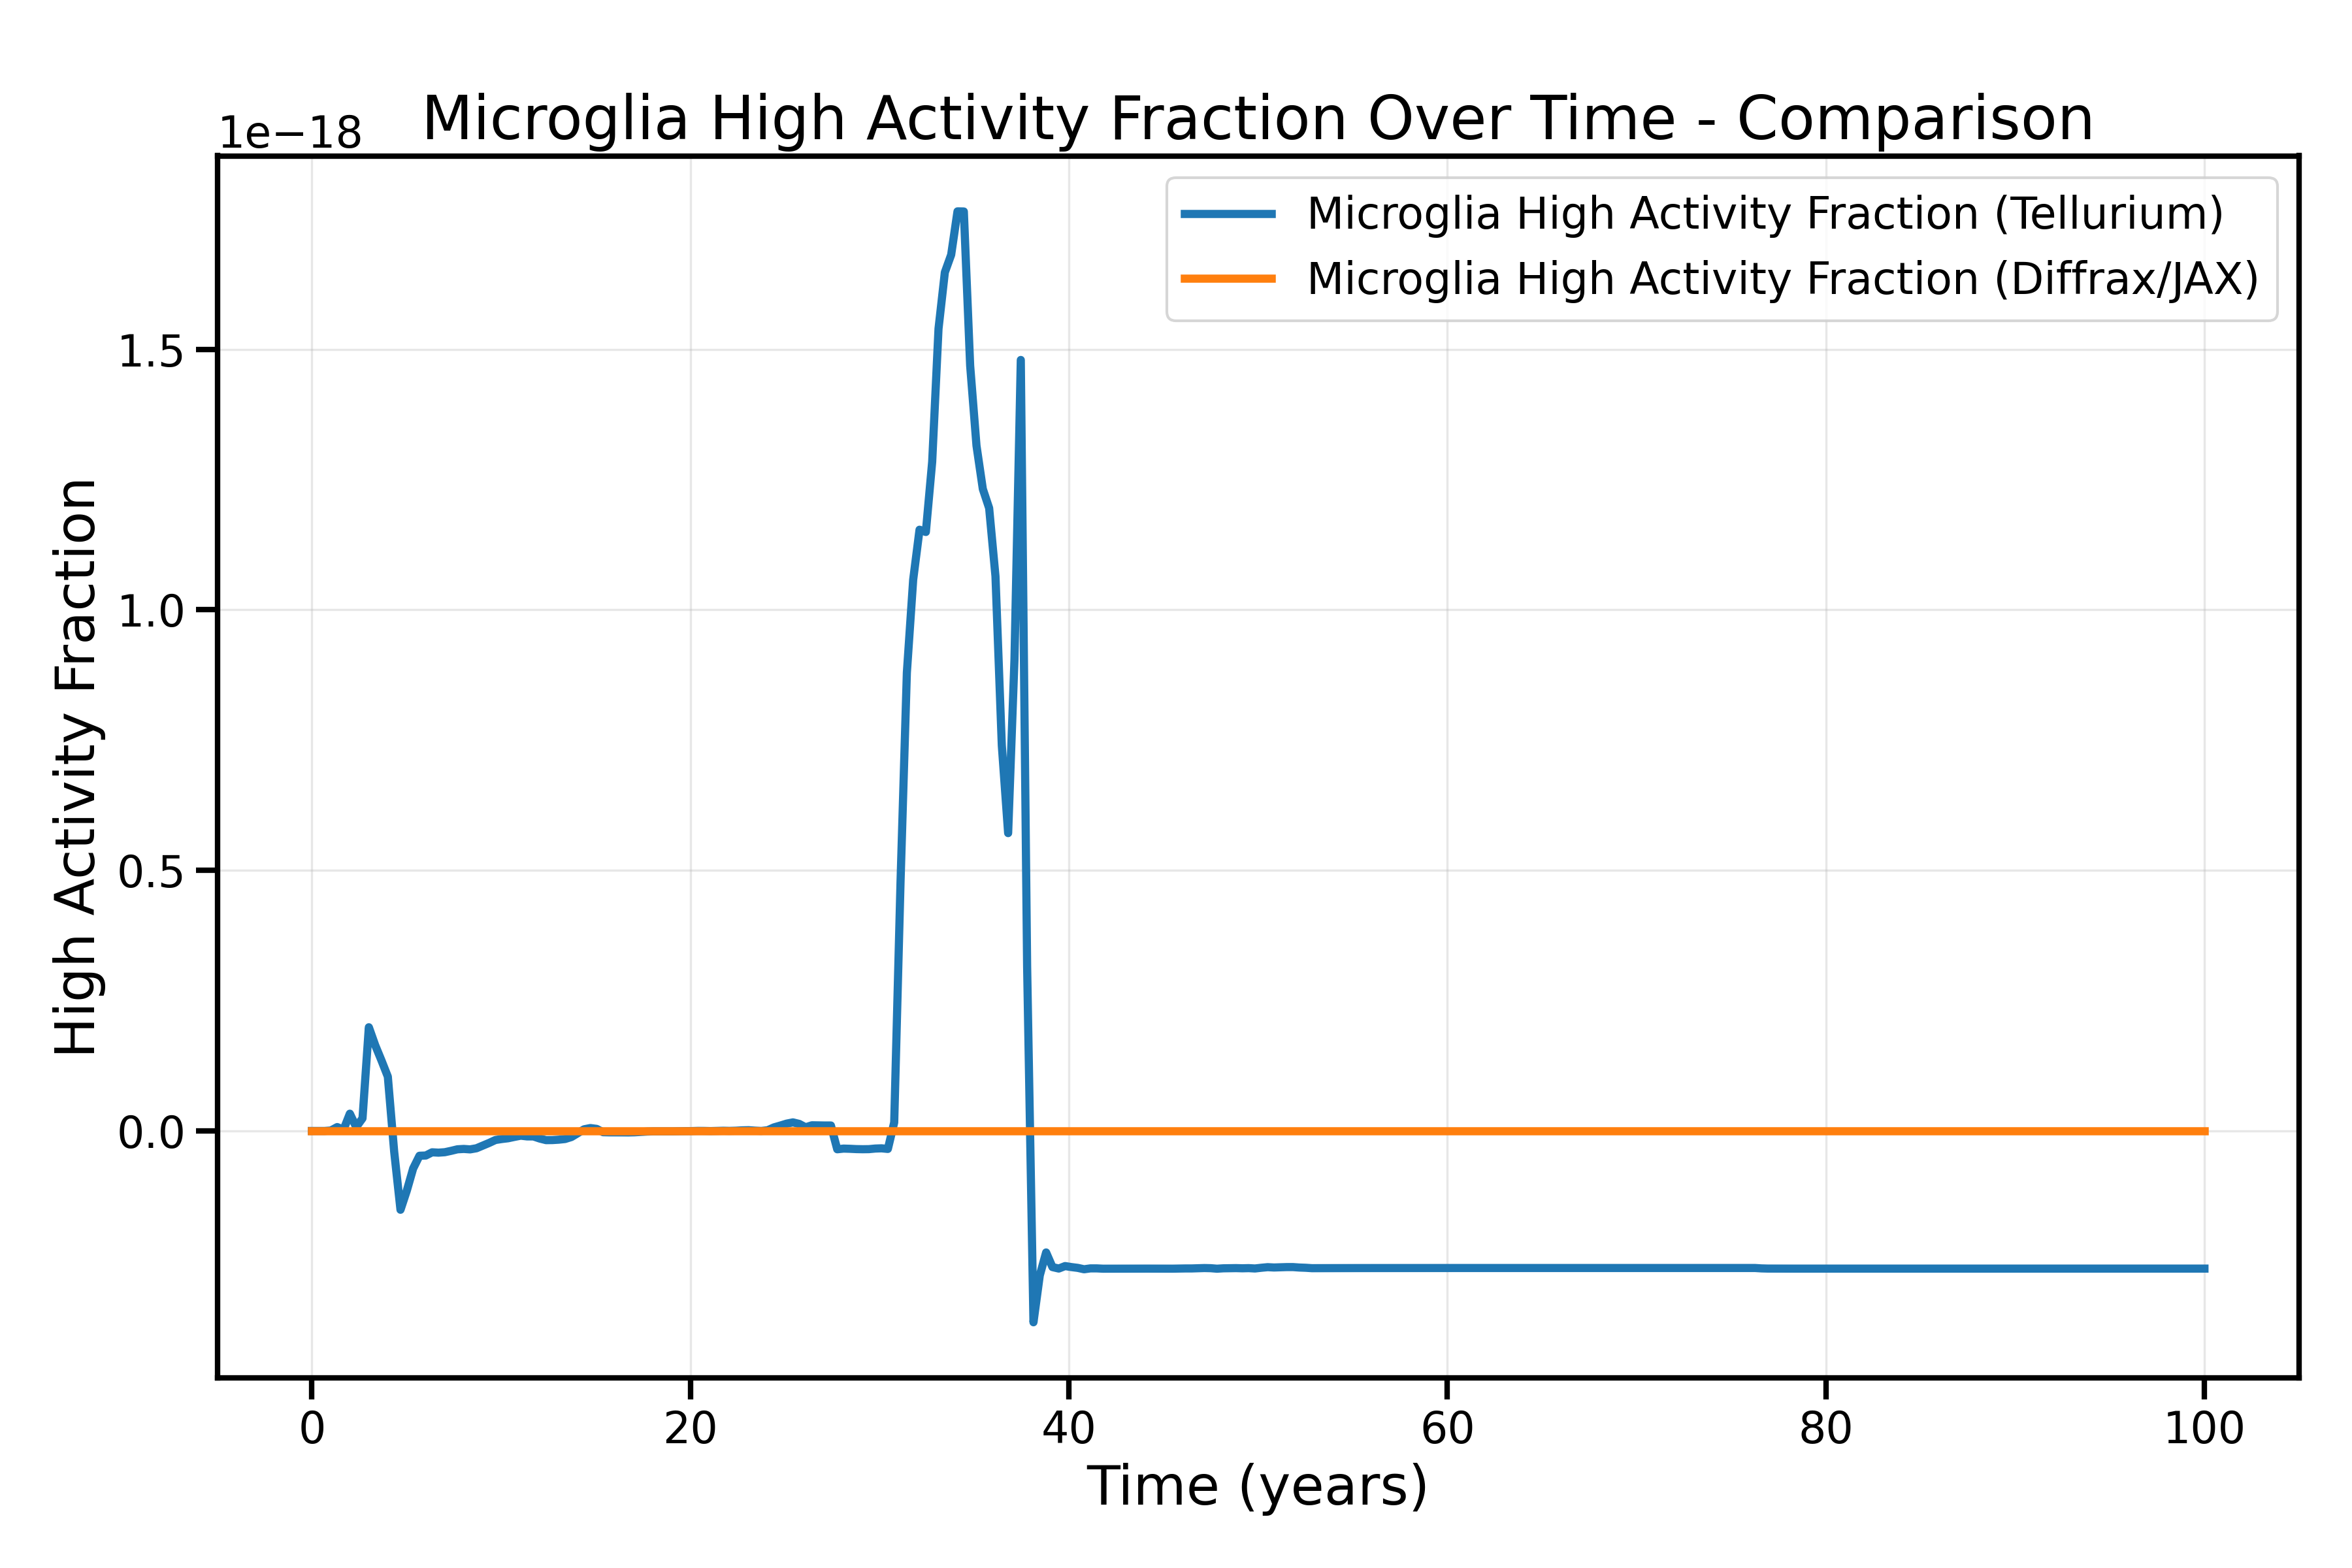 Microglia High Activity Fraction Over Time - Comparison
1e−18
Microglia High Activity Fraction (Tellurium)
Microglia High Activity Fraction (Diffrax/JAX)
High Activity Fraction
1.5
1.0
0.5
0.0
0 20 40 60 80 100
Time (years)